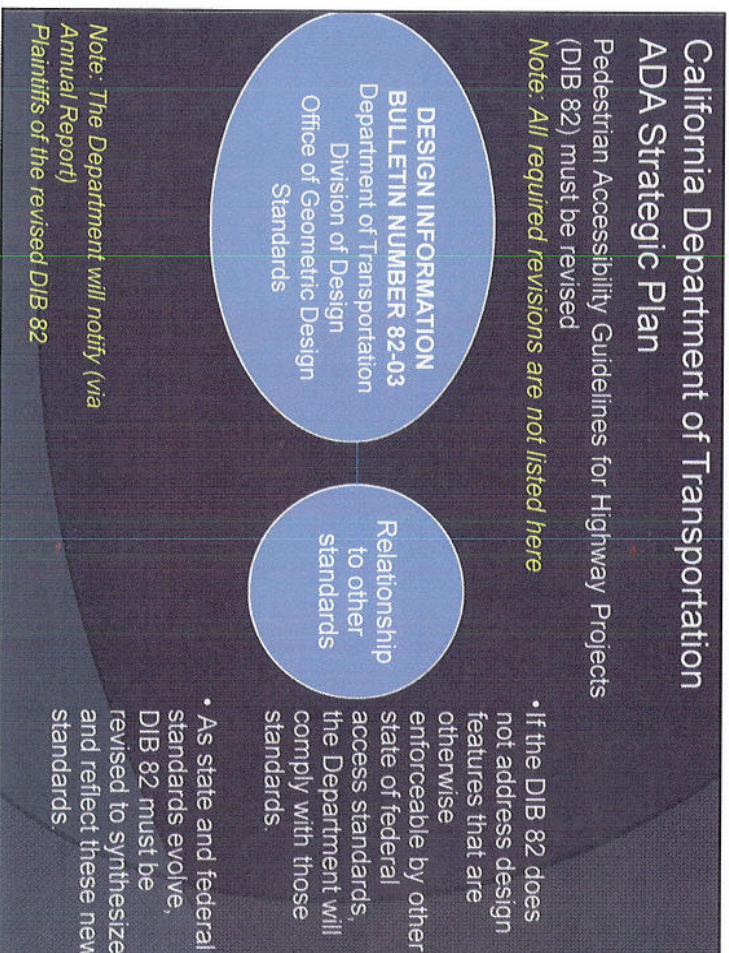 California Department of Transportation
ADA Strategic Plan
Pedestrian Accessibility Guidelines for Highway Projects
(DIB 82) must be revised
Note: All required revisions are not listed here
DESIGN INFORMATION
BULLETIN NUMBER 82-03
Department of Transportation
Division of Design
Office of Geometric Design
Standards
Relationship
to other
standards
• If the DIB 82 does
not address design
features that are
otherwise
enforceable by other
state of federal
access standards,
the Department will
comply with those
standards.
• As state and federal
standards evolve,
DIB 82 must be
revised to synthesize
and reflect these new
standards.
Note: The Department will notify (via
Annual Report)
Plaintiffs of the revised DIB 82